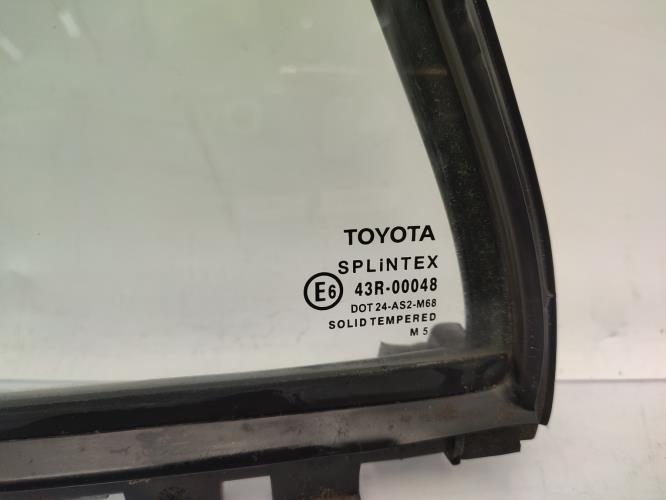 TOYOTA
SPLiNTEX
E6 43R-00048
DOT 24-AS2-M68
SOLID TEMPERED
M 5